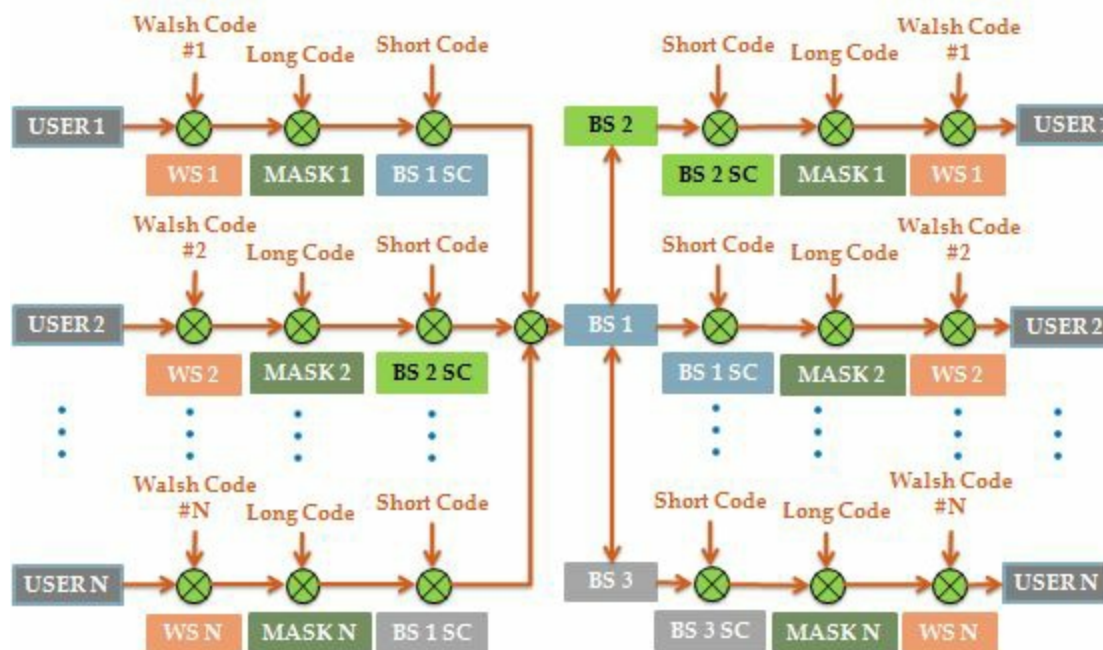 Walsh Code
#1
Long Code
Short Code
Short Code
Long Code
Walsh Code
#1
USER 1
BS 2
USER 1
WS 1
MASK 1
BS 1 SC
BS 2 SC
MASK 1
WS 1
Walsh Code
#2
Long Code
Short Code
Short Code
Long Code
Walsh Code
#2
USER 2
BS 1
USER 2
WS 2
MASK 2
BS 2 SC
BS 1 SC
MASK 2
WS 2
Walsh Code
#N
Long Code
Short Code
Short Code
Long Code
Walsh Code
#N
USER N
BS 3
USER N
WS N
MASK N
BS 1 SC
BS 3 SC
MASK N
WS N